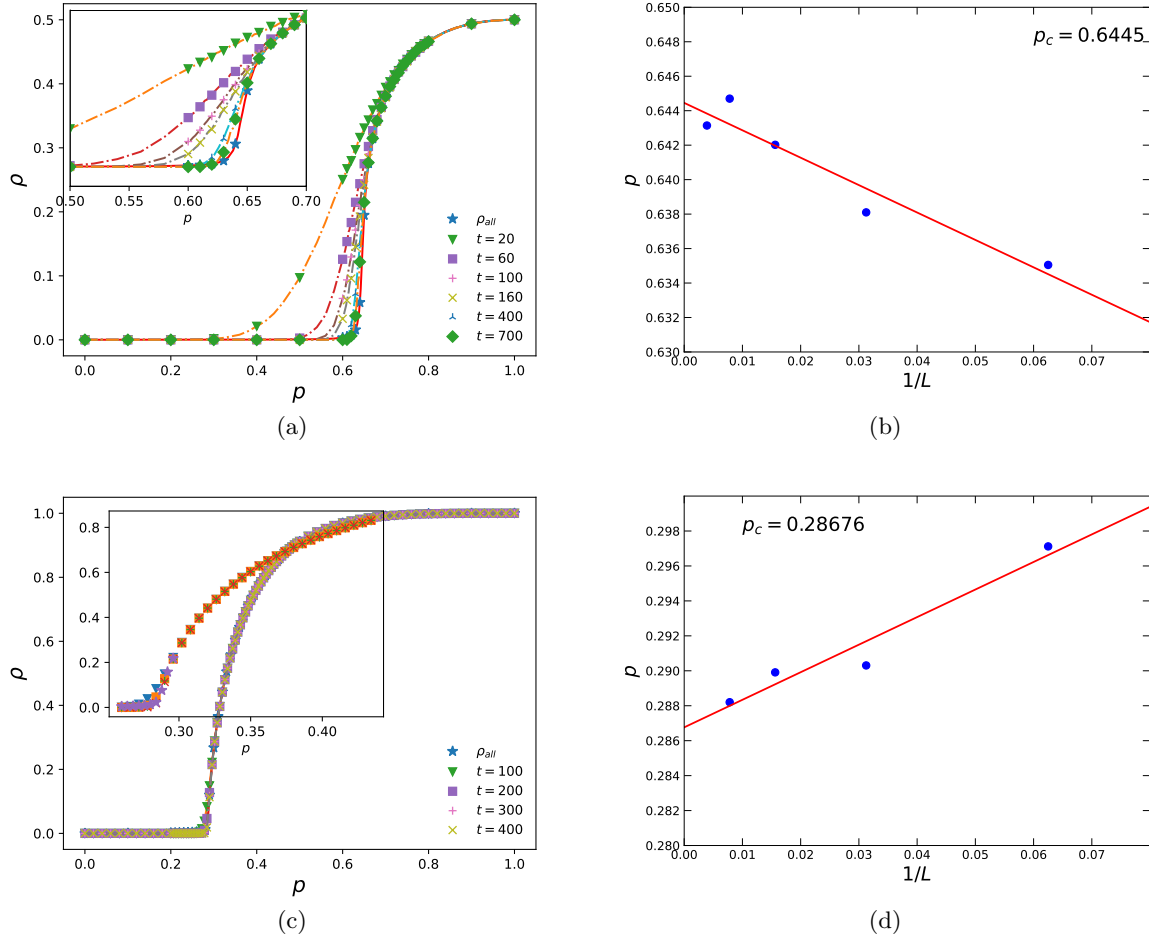 ρ
0.5
0.4
0.3
0.2
0.1
0.0
0.50 0.55 0.60 0.65 0.70
p
ρ_all
t = 20
t = 60
t = 100
t = 160
t = 400
t = 700
0.0 0.2 0.4 0.6 0.8 1.0
p
(a)
p
0.650
0.648
0.646
0.644
0.642
0.640
0.638
0.636
0.634
0.632
0.630
p_c = 0.6445
0.00 0.01 0.02 0.03 0.04 0.05 0.06 0.07
1/L
(b)
ρ
1.0
0.8
0.6
0.4
0.2
0.0
0.8
0.6
0.4
0.2
0.0
0.30 0.35 0.40
p
ρ_all
t = 100
t = 200
t = 300
t = 400
0.0 0.2 0.4 0.6 0.8 1.0
p
(c)
p
0.298
0.296
0.294
0.292
0.290
0.288
0.286
0.284
0.282
0.280
p_c = 0.28676
0.00 0.01 0.02 0.03 0.04 0.05 0.06 0.07
1/L
(d)